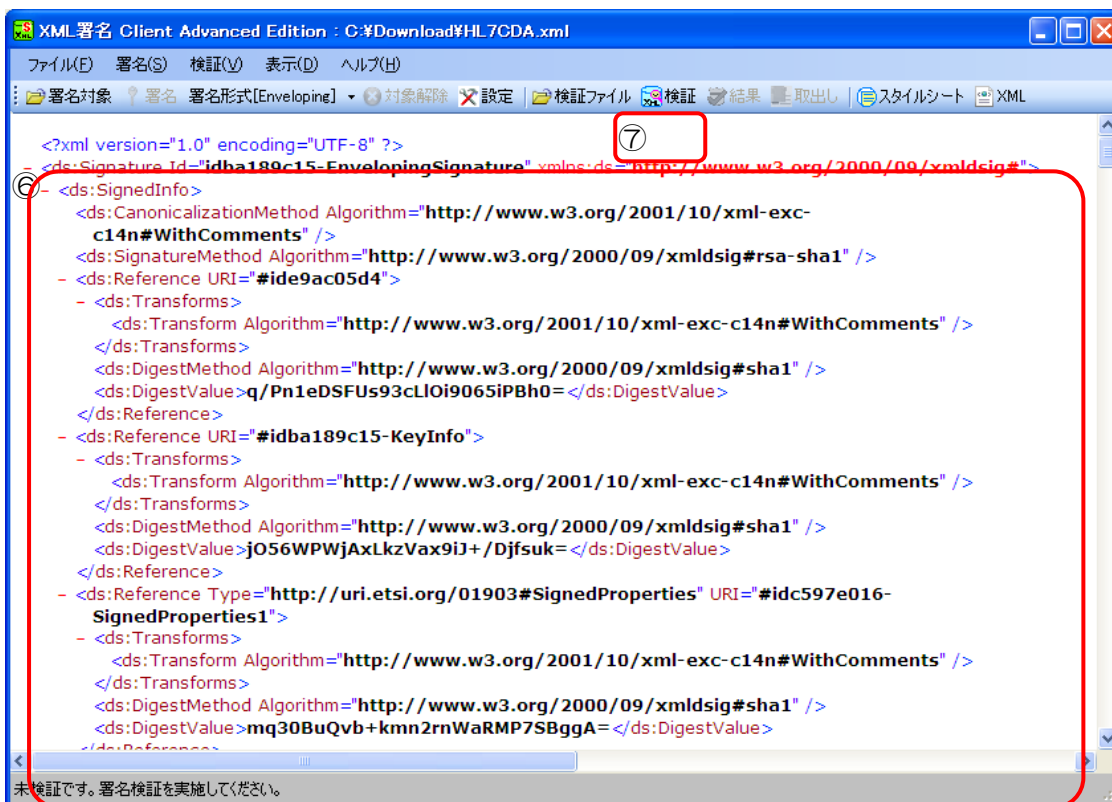 XML署名 Client Advanced Edition : C:¥Download¥HL7CDA.xml
ファイル(F) 署名(S) 検証(V) 表示(D) ヘルプ(H)
署名対象 署名 署名形式[Enveloping] 対象解除 設定 検証ファイル 検証 結果 取出し スタイルシート XML
⑦
<?xml version="1.0" encoding="UTF-8" ?>
- <ds:Signature Id="idba189c15-EnvelopingSignature" xmlns:ds="http://www.w3.org/2000/09/xmldsig#">
⑥
- <ds:SignedInfo>
<ds:CanonicalizationMethod Algorithm="http://www.w3.org/2001/10/xml-exc-
c14n#WithComments" />
<ds:SignatureMethod Algorithm="http://www.w3.org/2000/09/xmldsig#rsa-sha1" />
- <ds:Reference URI="#ide9ac05d4">
- <ds:Transforms>
<ds:Transform Algorithm="http://www.w3.org/2001/10/xml-exc-c14n#WithComments" />
</ds:Transforms>
<ds:DigestMethod Algorithm="http://www.w3.org/2000/09/xmldsig#sha1" />
<ds:DigestValue>q/Pn1eDSFUs93cLlOi9065iPBh0=</ds:DigestValue>
</ds:Reference>
- <ds:Reference URI="#idba189c15-KeyInfo">
- <ds:Transforms>
<ds:Transform Algorithm="http://www.w3.org/2001/10/xml-exc-c14n#WithComments" />
</ds:Transforms>
<ds:DigestMethod Algorithm="http://www.w3.org/2000/09/xmldsig#sha1" />
<ds:DigestValue>jO56WPWjAxLkzVax9iJ+/Djfsuk=</ds:DigestValue>
</ds:Reference>
- <ds:Reference Type="http://uri.etsi.org/01903#SignedProperties" URI="#idc597e016-
SignedProperties1">
- <ds:Transforms>
<ds:Transform Algorithm="http://www.w3.org/2001/10/xml-exc-c14n#WithComments" />
</ds:Transforms>
<ds:DigestMethod Algorithm="http://www.w3.org/2000/09/xmldsig#sha1" />
<ds:DigestValue>mq30BuQvb+kmn2rnWaRMP7SBggA=</ds:DigestValue>
</ds:Reference>
未検証です。署名検証を実施してください。